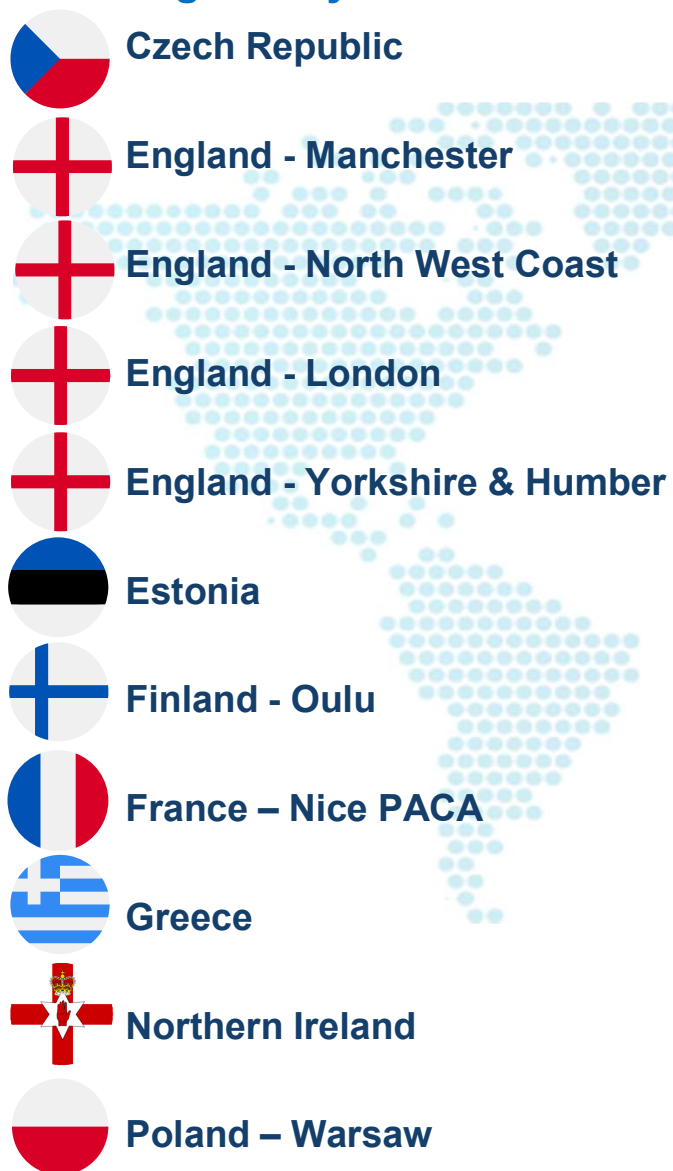 Czech Republic
England - Manchester
England - North West Coast
England - London
England - Yorkshire & Humber
Estonia
Finland - Oulu
France – Nice PACA
Greece
Northern Ireland
Poland – Warsaw